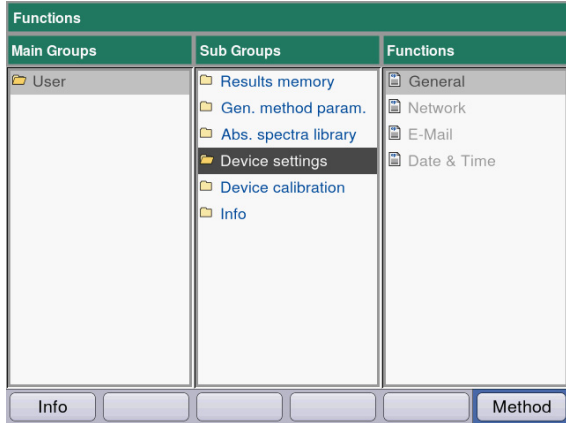 Functions
Main Groups
Sub Groups
Functions
User
Results memory
Gen. method param.
Abs. spectra library
Device settings
Device calibration
Info
General
Network
E-Mail
Date & Time
Info
Method